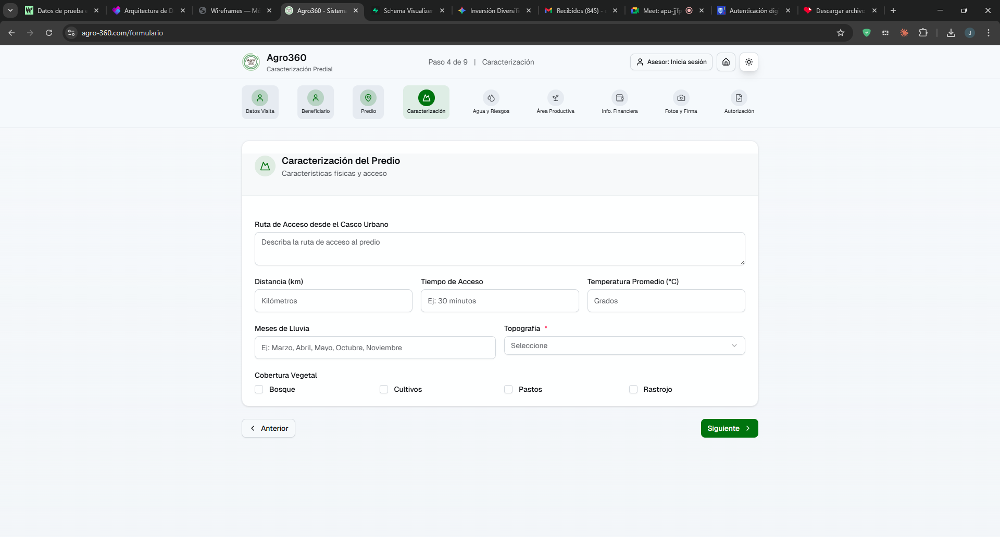 Datos de prueba
Arquitectura de D
Wireframes — Mó
Agro360 - Sistema
Schema Visualizer
Inversión Diversifi
Recibidos (845) -
Meet: apu-jjfp
Autenticación dig
Descargar archivo
agro-360.com/formulario
J
Agro 360
Agro360
Caracterización Predial
Paso 4 de 9 | Caracterización
Asesor: Inicia sesión
Datos Visita
Beneficiario
Predio
Caracterización
Agua y Riesgos
Área Productiva
Info. Financiera
Fotos y Firma
Autorización
Caracterización del Predio
Características físicas y acceso
Ruta de Acceso desde el Casco Urbano
Describa la ruta de acceso al predio
Distancia (km)
Tiempo de Acceso
Temperatura Promedio (°C)
Kilómetros
Ej: 30 minutos
Grados
Meses de Lluvia
Topografía *
Ej: Marzo, Abril, Mayo, Octubre, Noviembre
Seleccione
Cobertura Vegetal
Bosque
Cultivos
Pastos
Rastrojo
Anterior
Siguiente